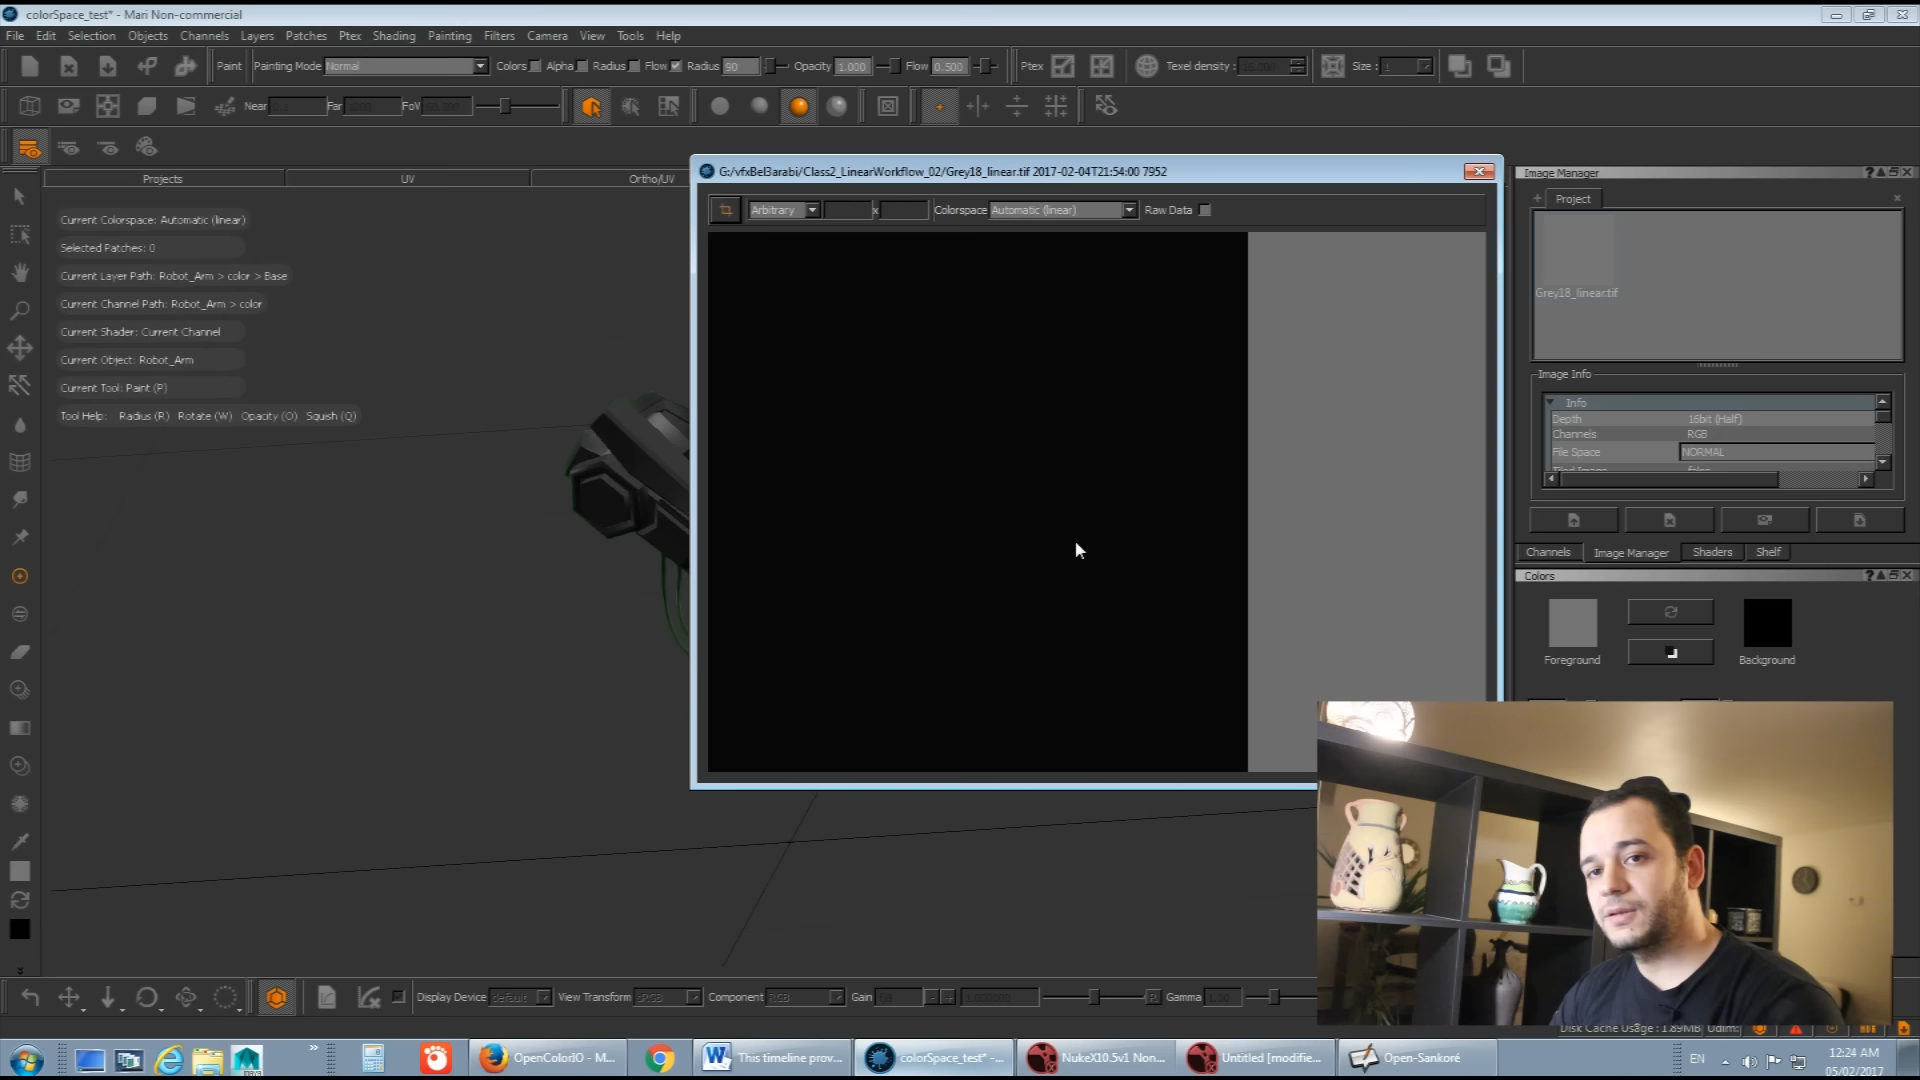 colorSpace_test* - Mari Non-commercial
File Edit Selection Objects Channels Layers Patches Ptex Shading Painting Filters Camera View Tools Help
Paint Painting Mode Normal Colors Alpha Radius Flow Radius 90 Opacity 1.000 Flow 0.500 Ptex Texel density : Size :
Near Far FoV
G:/vfxBelBarabi/Class2_LinearWorkflow_02/Grey18_linear.tif 2017-02-04T21:54:00 7952
Image Manager
Projects UV Ortho/UV
Project
Arbitrary x Colorspace Automatic (linear) Raw Data
Current Colorspace: Automatic (linear)
Selected Patches: 0
Current Layer Path: Robot_Arm > color > Base
Current Channel Path: Robot_Arm > color
Current Shader: Current Channel
Current Object: Robot_Arm
Current Tool: Paint (P)
Tool Help: Radius (R) Rotate (W) Opacity (O) Squish (Q)
Grey18_linear.tif
Image Info
Info
Depth 16bit (Half)
Channels RGB
File Space NORMAL
Channels Image Manager Shaders Shelf
Colors
Foreground Background
Display Device default View Transform sRGB Component RGB Gain 1.000000 Gamma
Disk Cache Usage : 1.89MB Udim:
OpenColorIO - M... This timeline prov... colorSpace_test* -... NukeX10.5v1 Non... Untitled [modifie... Open-Sankoré EN
12:24 AM
05/02/2017